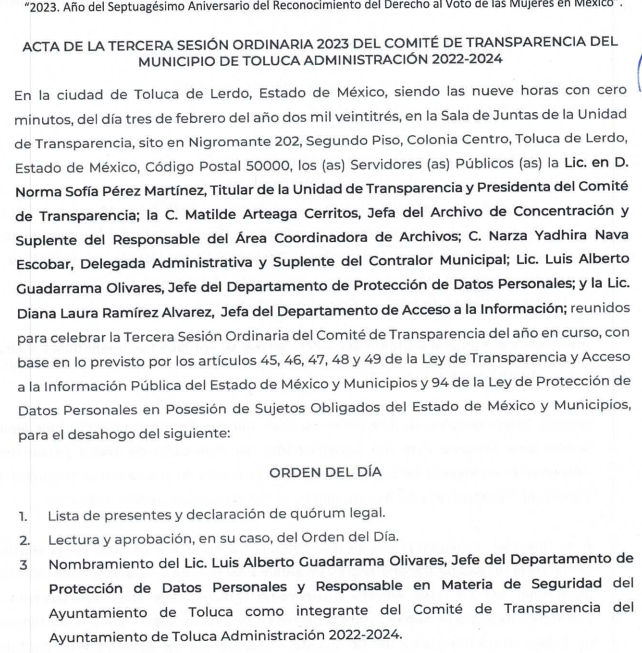 "2023. Año del Septuagésimo Aniversario del Reconocimiento del Derecho al Voto de las Mujeres en México".
ACTA DE LA TERCERA SESIÓN ORDINARIA 2023 DEL COMITÉ DE TRANSPARENCIA DEL
MUNICIPIO DE TOLUCA ADMINISTRACIÓN 2022-2024
En la ciudad de Toluca de Lerdo, Estado de México, siendo las nueve horas con cero
minutos, del día tres de febrero del año dos mil veintitrés, en la Sala de Juntas de la Unidad
de Transparencia, sito en Nigromante 202, Segundo Piso, Colonia Centro, Toluca de Lerdo,
Estado de México, Código Postal 50000, los (as) Servidores (as) Públicos (as) la Lic. en D.
Norma Sofía Pérez Martínez, Titular de la Unidad de Transparencia y Presidenta del Comité
de Transparencia; la C. Matilde Arteaga Cerritos, Jefa del Archivo de Concentración y
Suplente del Responsable del Área Coordinadora de Archivos; C. Narza Yadhira Nava
Escobar, Delegada Administrativa y Suplente del Contralor Municipal; Lic. Luis Alberto
Guadarrama Olivares, Jefe del Departamento de Protección de Datos Personales; y la Lic.
Diana Laura Ramírez Alvarez, Jefa del Departamento de Acceso a la Información; reunidos
para celebrar la Tercera Sesión Ordinaria del Comité de Transparencia del año en curso, con
base en lo previsto por los artículos 45, 46, 47, 48 y 49 de la Ley de Transparencia y Acceso
a la Información Pública del Estado de México y Municipios y 94 de la Ley de Protección de
Datos Personales en Posesión de Sujetos Obligados del Estado de México y Municipios,
para el desahogo del siguiente:
ORDEN DEL DÍA
1. Lista de presentes y declaración de quórum legal.
2. Lectura y aprobación, en su caso, del Orden del Día.
3 Nombramiento del Lic. Luis Alberto Guadarrama Olivares, Jefe del Departamento de
Protección de Datos Personales y Responsable en Materia de Seguridad del
Ayuntamiento de Toluca como integrante del Comité de Transparencia del
Ayuntamiento de Toluca Administración 2022-2024.